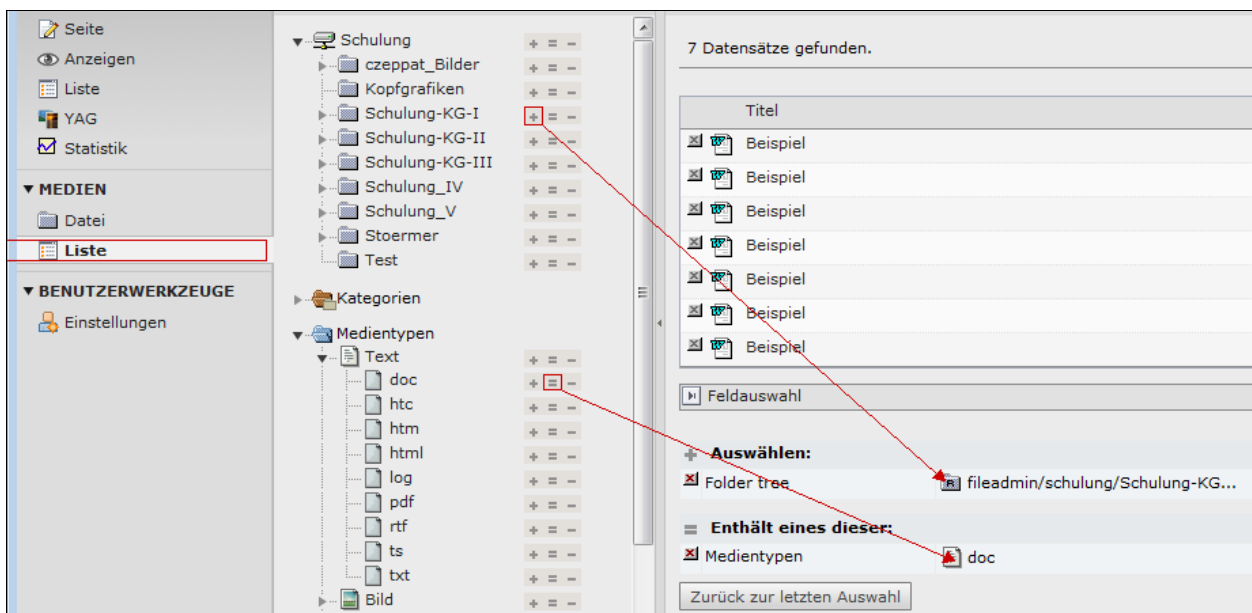 Seite
Anzeigen
Liste
YAG
Statistik
MEDIEN
Datei
Liste
BENUTZERWERKZEUGE
Einstellungen
Schulung + = −
czeppat_Bilder + = −
Kopfgrafiken + = −
Schulung-KG-I + = −
Schulung-KG-II + = −
Schulung-KG-III + = −
Schulung_IV + = −
Schulung_V + = −
Stoermer + = −
Test + = −
Kategorien
Medientypen
Text + = −
doc + = −
htc + = −
htm + = −
html + = −
log + = −
pdf + = −
rtf + = −
ts + = −
txt + = −
Bild + = −
7 Datensätze gefunden.
Titel
Beispiel
Beispiel
Beispiel
Beispiel
Beispiel
Beispiel
Beispiel
Feldauswahl
+ Auswählen:
Folder tree fileadmin/schulung/Schulung-KG...
= Enthält eines dieser:
Medientypen doc
Zurück zur letzten Auswahl